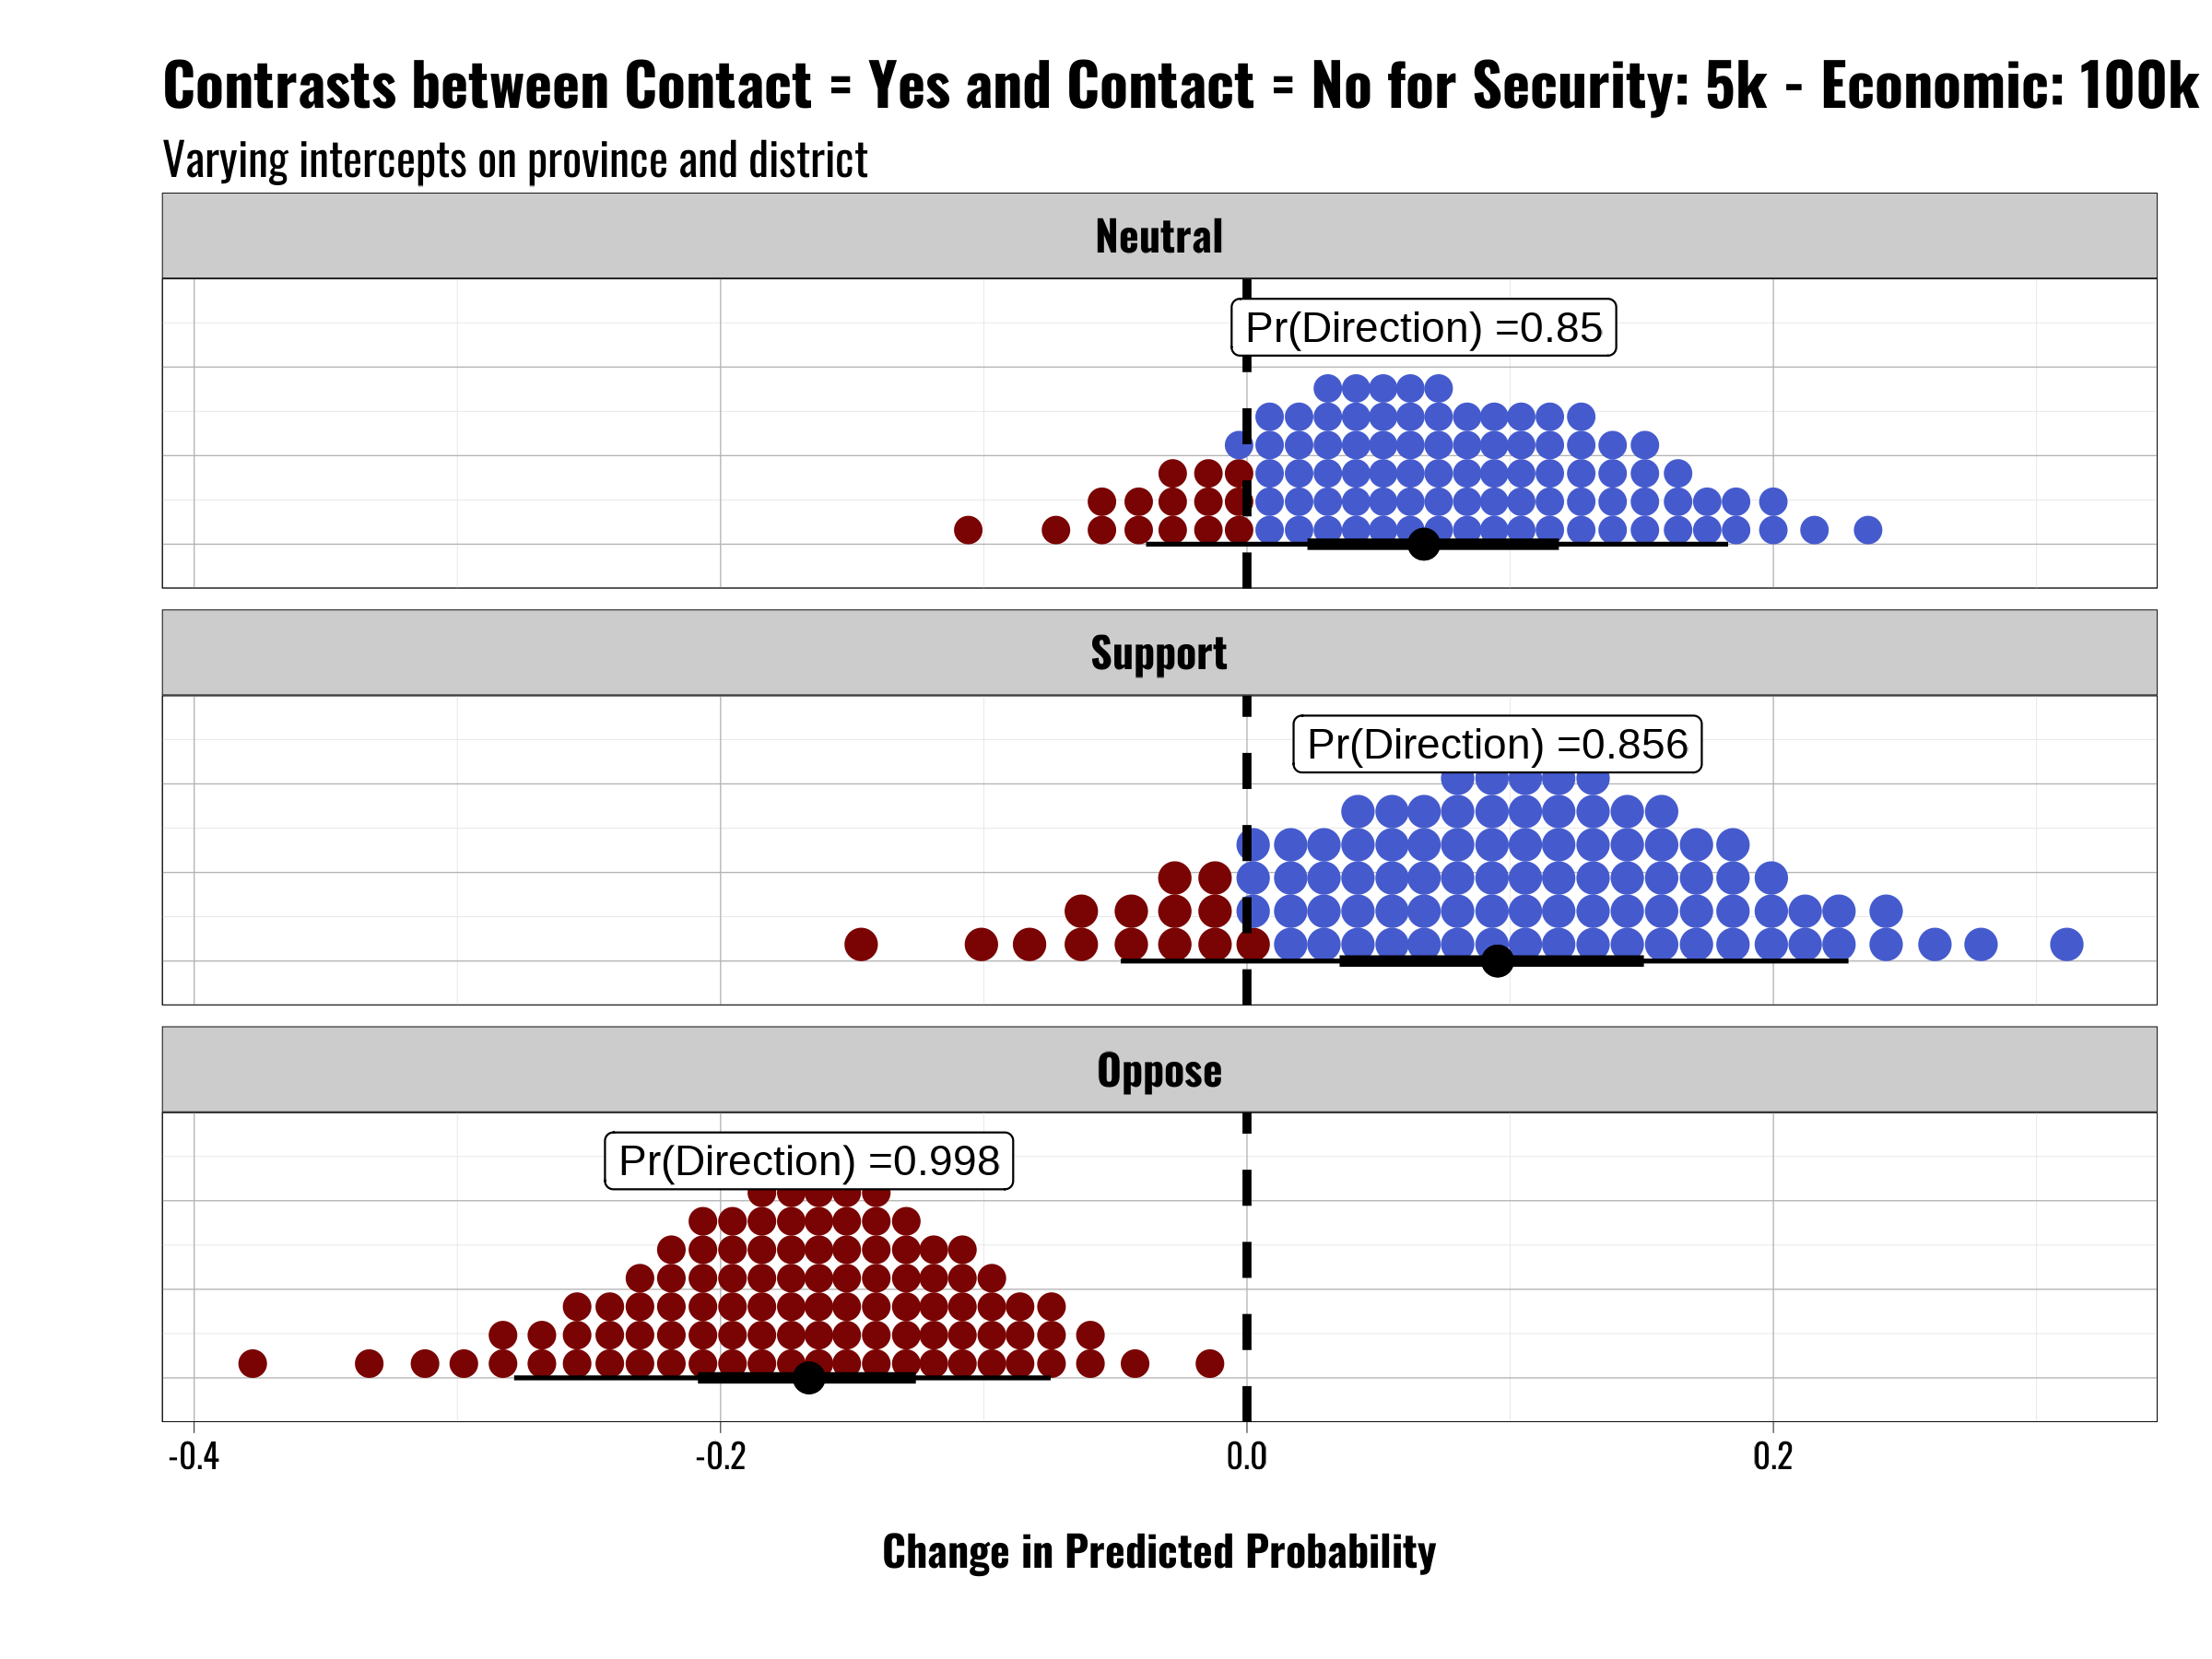 Contrasts between Contact = Yes and Contact = No for Security: 5k - Economic: 100k
Varying intercepts on province and district
Neutral
Pr(Direction) =0.85
Support
Pr(Direction) =0.856
Oppose
Pr(Direction) =0.998
-0.4 -0.2 0.0 0.2
Change in Predicted Probability